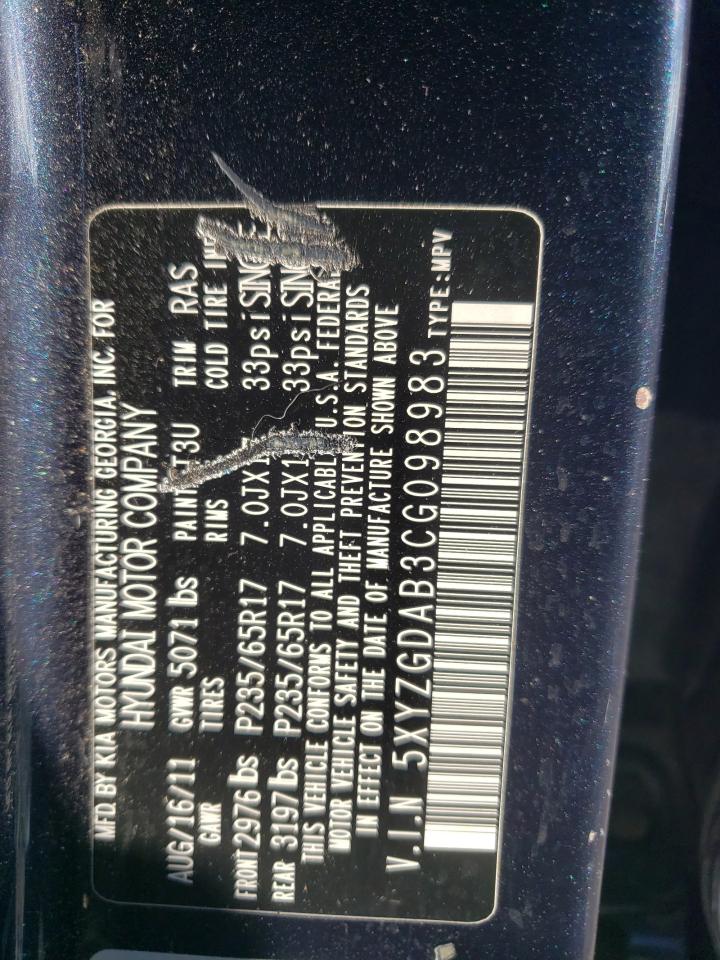 MFD. BY KIA MOTORS MANUFACTURING GEORGIA, INC. FOR
HYUNDAI MOTOR COMPANY
AUG/16/11 GVWR 5071 lbs PAINT T3U TRIM RAS
GAWR TIRES RIMS COLD TIRE
FRONT 2976 lbs P235/65R17 7.0JX17 33psi
REAR 3197 lbs P235/65R17 7.0JX17 33psi
THIS VEHICLE CONFORMS TO ALL APPLICABLE U.S.A. FEDERAL
MOTOR VEHICLE SAFETY AND THEFT PREVENTION STANDARDS
IN EFFECT ON THE DATE OF MANUFACTURE SHOWN ABOVE
V.I.N 5XYZGDAB3CG098983 TYPE:MPV